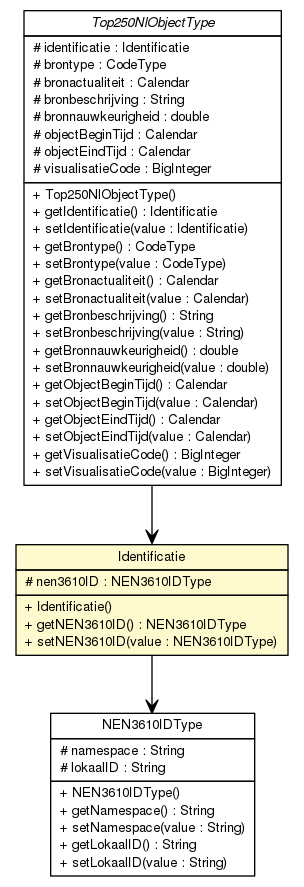 Top250NlObjectType
# identificatie : Identificatie
# brontype : CodeType
# bronactualiteit : Calendar
# bronbeschrijving : String
# bronnauwkeurigheid : double
# objectBeginTijd : Calendar
# objectEindTijd : Calendar
# visualisatieCode : BigInteger
+ Top250NlObjectType()
+ getIdentificatie() : Identificatie
+ setIdentificatie(value : Identificatie)
+ getBrontype() : CodeType
+ setBrontype(value : CodeType)
+ getBronactualiteit() : Calendar
+ setBronactualiteit(value : Calendar)
+ getBronbeschrijving() : String
+ setBronbeschrijving(value : String)
+ getBronnauwkeurigheid() : double
+ setBronnauwkeurigheid(value : double)
+ getObjectBeginTijd() : Calendar
+ setObjectBeginTijd(value : Calendar)
+ getObjectEindTijd() : Calendar
+ setObjectEindTijd(value : Calendar)
+ getVisualisatieCode() : BigInteger
+ setVisualisatieCode(value : BigInteger)
Identificatie
# nen3610ID : NEN3610IDType
+ Identificatie()
+ getNEN3610ID() : NEN3610IDType
+ setNEN3610ID(value : NEN3610IDType)
NEN3610IDType
# namespace : String
# lokaalID : String
+ NEN3610IDType()
+ getNamespace() : String
+ setNamespace(value : String)
+ getLokaalID() : String
+ setLokaalID(value : String)